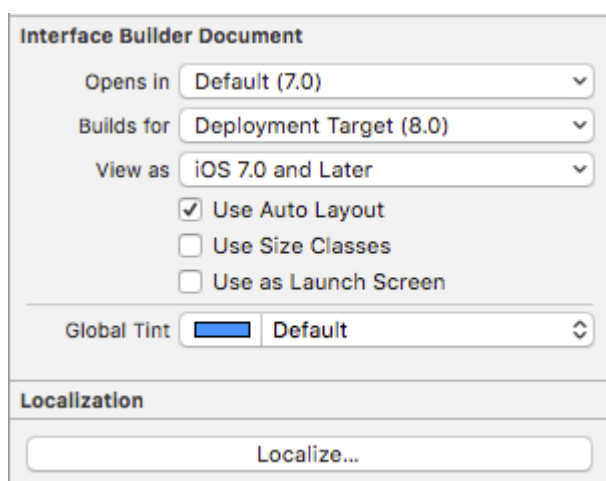 Interface Builder Document
Opens in Default (7.0)
Builds for Deployment Target (8.0)
View as iOS 7.0 and Later
Use Auto Layout
Use Size Classes
Use as Launch Screen
Global Tint Default
Localization
Localize...